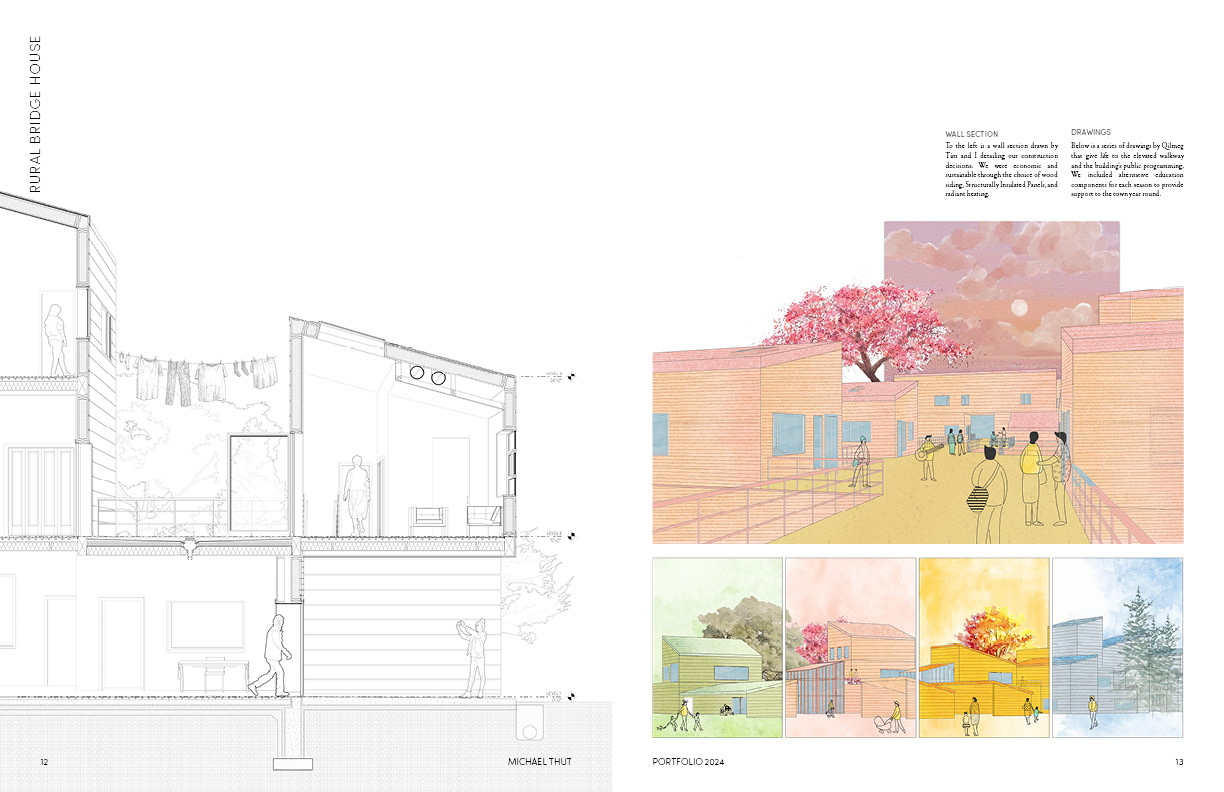 RURAL BRIDGE HOUSE
LEVEL 3
LEVEL 2
LEVEL 1
12
MICHAEL THUT
WALL SECTION
To the left is a wall section drawn by
Tim and I detailing our construction
decisions. We were economic and
sustainable through the choice of wood
siding, Structurally Insulated Panels, and
radiant heating.
DRAWINGS
Below is a series of drawings by Qilmeg
that give life to the elevated walkway
and the building's public programming.
We included alternative education
components for each season to provide
support to the town year round.
PORTFOLIO 2024
13